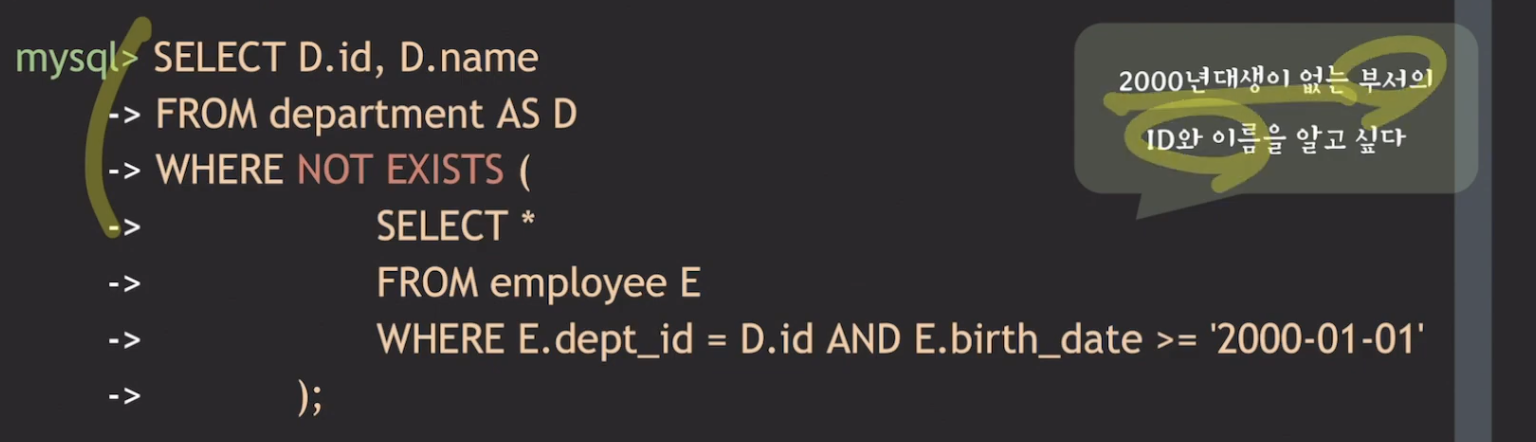 mysql> SELECT D.id, D.name
-> FROM department AS D
-> WHERE NOT EXISTS (
-> SELECT *
-> FROM employee E
-> WHERE E.dept_id = D.id AND E.birth_date >= '2000-01-01'
-> );
2000년대생이 없는 부서의
ID와 이름을 알고 싶다